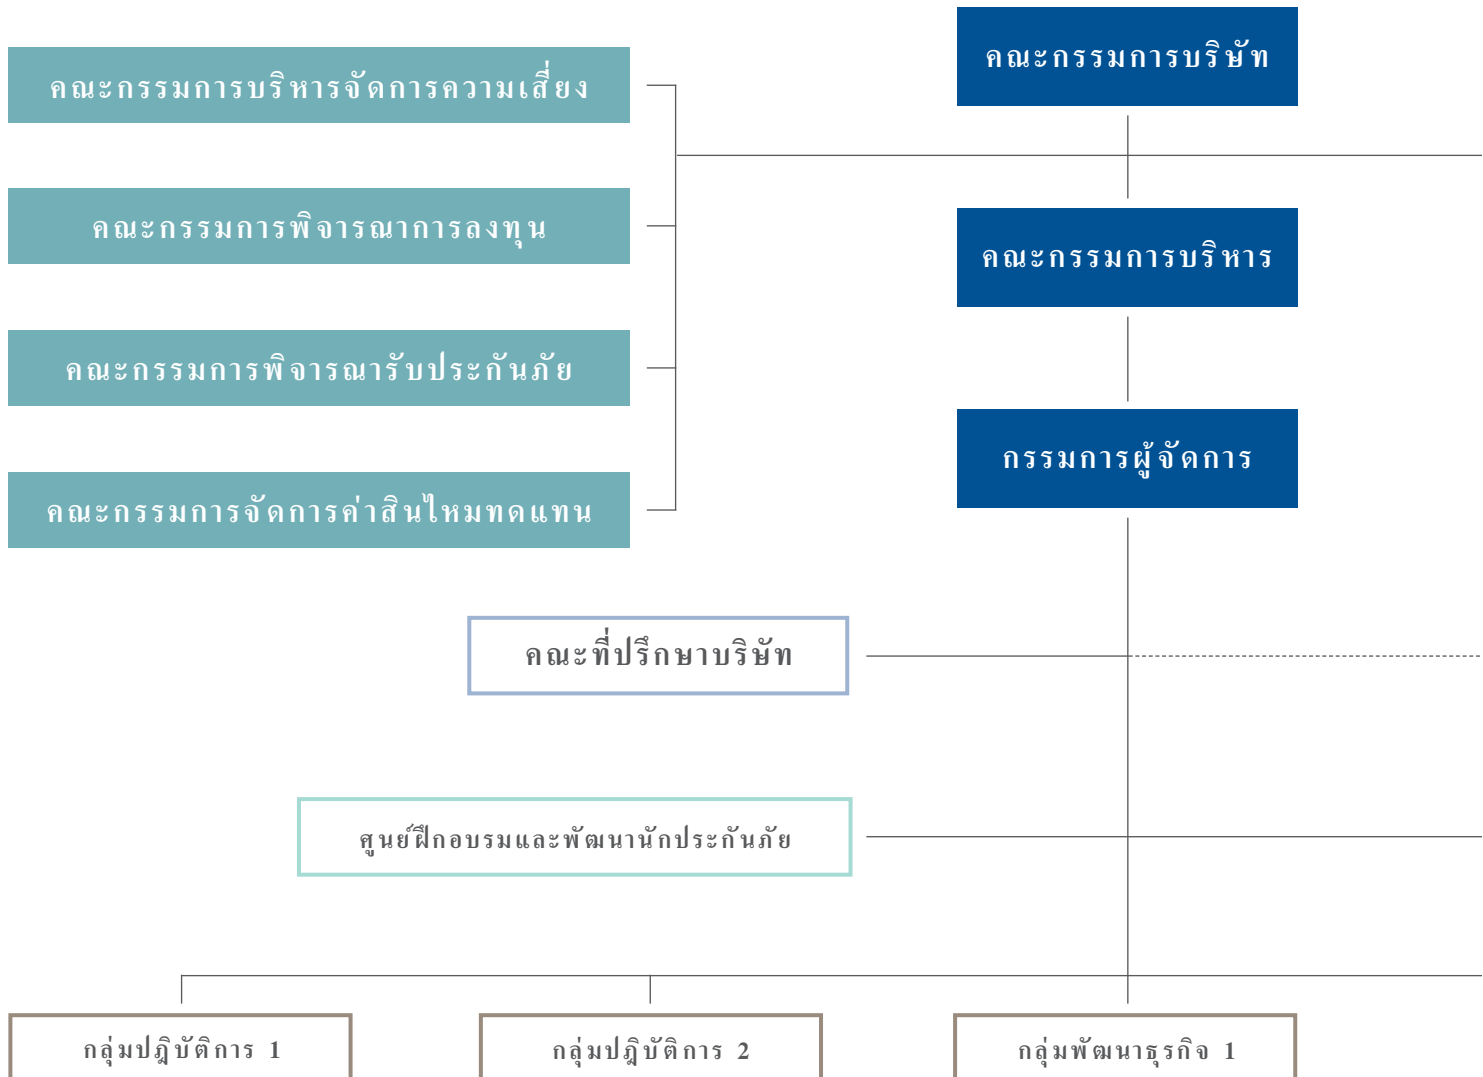 คณะกรรมการบริษัท
คณะกรรมการบริหารจัดการความเสี่ยง
คณะกรรมการพิจารณาการลงทุน
คณะกรรมการบริหาร
คณะกรรมการพิจารณารับประกันภัย
กรรมการผู้จัดการ
คณะกรรมการจัดการค่าสินไหมทดแทน
คณะที่ปรึกษาบริษัท
ศูนย์ฝึกอบรมและพัฒนานักประกันภัย
กลุ่มปฎิบัติการ 1
กลุ่มปฎิบัติการ 2
กลุ่มพัฒนาธุรกิจ 1